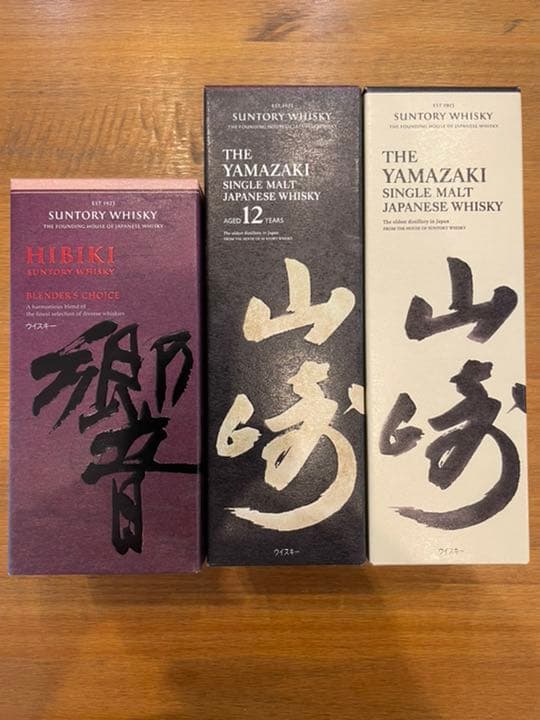 EST 1923
SUNTORY WHISKY
THE FOUNDING HOUSE OF JAPANESE WHISKY
HIBIKI
SUNTORY WHISKY
BLENDER'S CHOICE
A harmonious blend of
the finest selection of diverse whiskies
ウイスキー
響
EST. 1923
SUNTORY WHISKY
THE FOUNDING HOUSE OF JAPANESE WHISKY
THE
YAMAZAKI
SINGLE MALT
JAPANESE WHISKY
AGED 12 YEARS
The oldest distillery in Japan
FROM THE HOUSE OF SUNTORY WHISKY
山
崎
ウイスキー
EST 1923
SUNTORY WHISKY
THE FOUNDING HOUSE OF JAPANESE WHISKY
THE
YAMAZAKI
SINGLE MALT
JAPANESE WHISKY
The oldest distillery in Japan
FROM THE HOUSE OF SUNTORY WHISKY
山
崎
ウイスキー